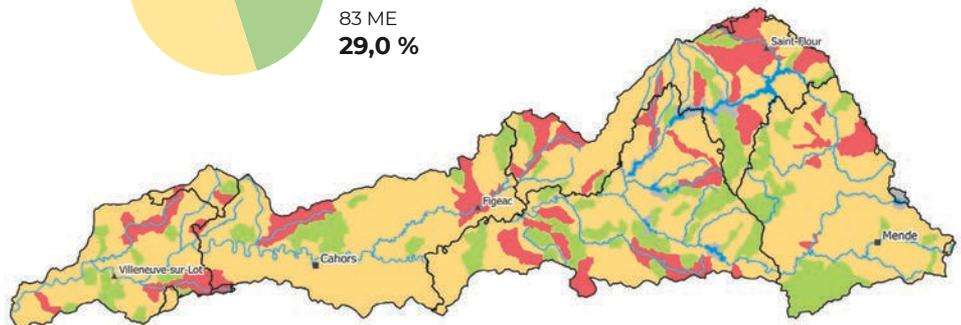 83 ME
29,0 %
Saint-Flour
Figeac
Mende
Cahors
Villeneuve-sur-Lot